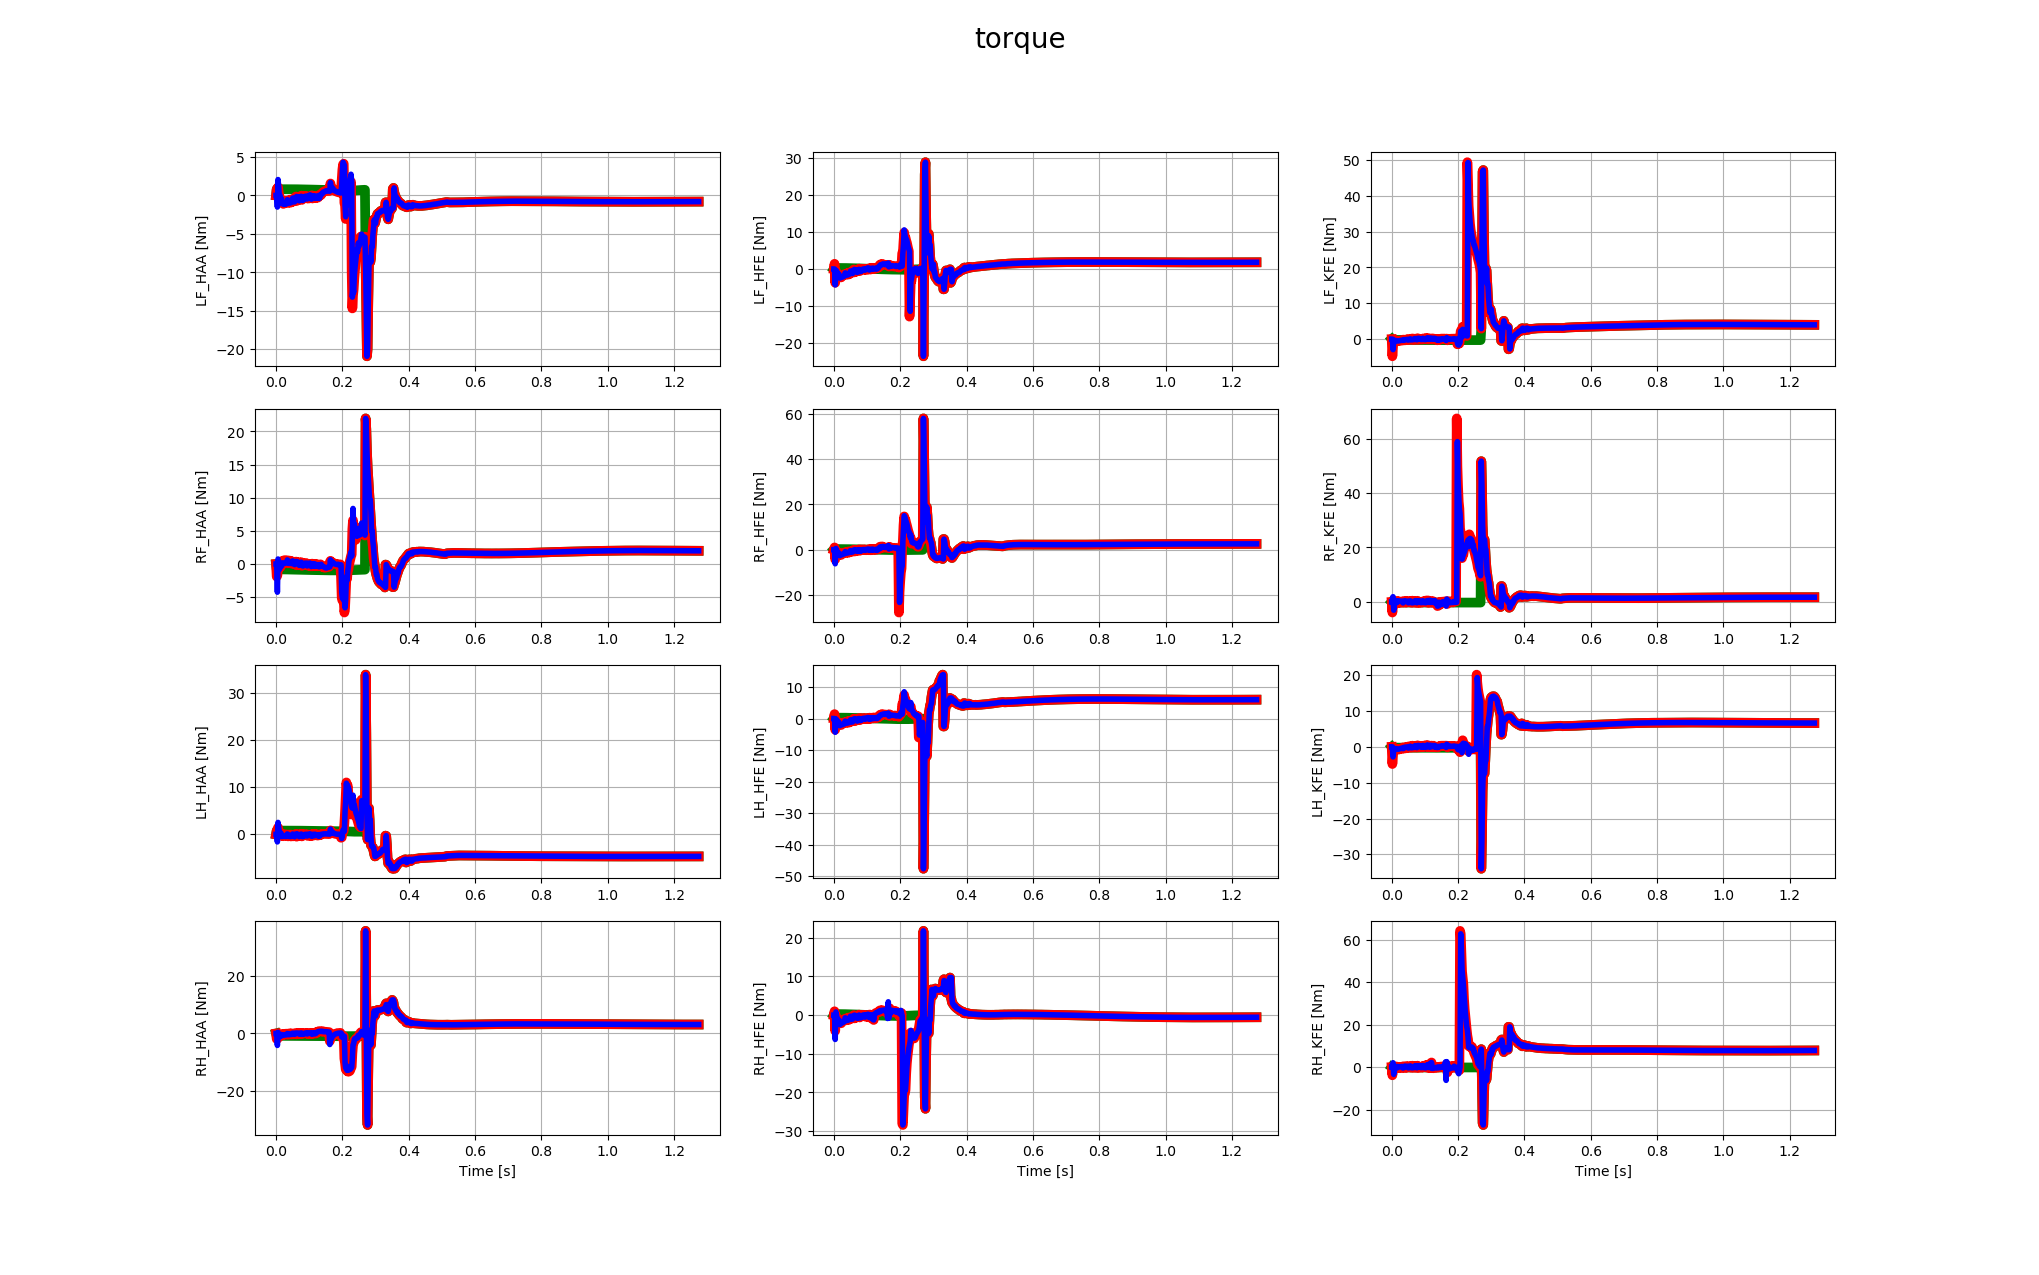 torque
LF_HAA [Nm]
5
0
−5
−10
−15
−20
0.0 0.2 0.4 0.6 0.8 1.0 1.2
LF_HFE [Nm]
30
20
10
0
−10
−20
0.0 0.2 0.4 0.6 0.8 1.0 1.2
LF_KFE [Nm]
50
40
30
20
10
0
0.0 0.2 0.4 0.6 0.8 1.0 1.2
RF_HAA [Nm]
20
15
10
5
0
−5
0.0 0.2 0.4 0.6 0.8 1.0 1.2
RF_HFE [Nm]
60
40
20
0
−20
0.0 0.2 0.4 0.6 0.8 1.0 1.2
RF_KFE [Nm]
60
40
20
0
0.0 0.2 0.4 0.6 0.8 1.0 1.2
LH_HAA [Nm]
30
20
10
0
0.0 0.2 0.4 0.6 0.8 1.0 1.2
LH_HFE [Nm]
10
0
−10
−20
−30
−40
−50
0.0 0.2 0.4 0.6 0.8 1.0 1.2
LH_KFE [Nm]
20
10
0
−10
−20
−30
0.0 0.2 0.4 0.6 0.8 1.0 1.2
RH_HAA [Nm]
20
0
−20
0.0 0.2 0.4 0.6 0.8 1.0 1.2
Time [s]
RH_HFE [Nm]
20
10
0
−10
−20
−30
0.0 0.2 0.4 0.6 0.8 1.0 1.2
Time [s]
RH_KFE [Nm]
60
40
20
0
−20
0.0 0.2 0.4 0.6 0.8 1.0 1.2
Time [s]